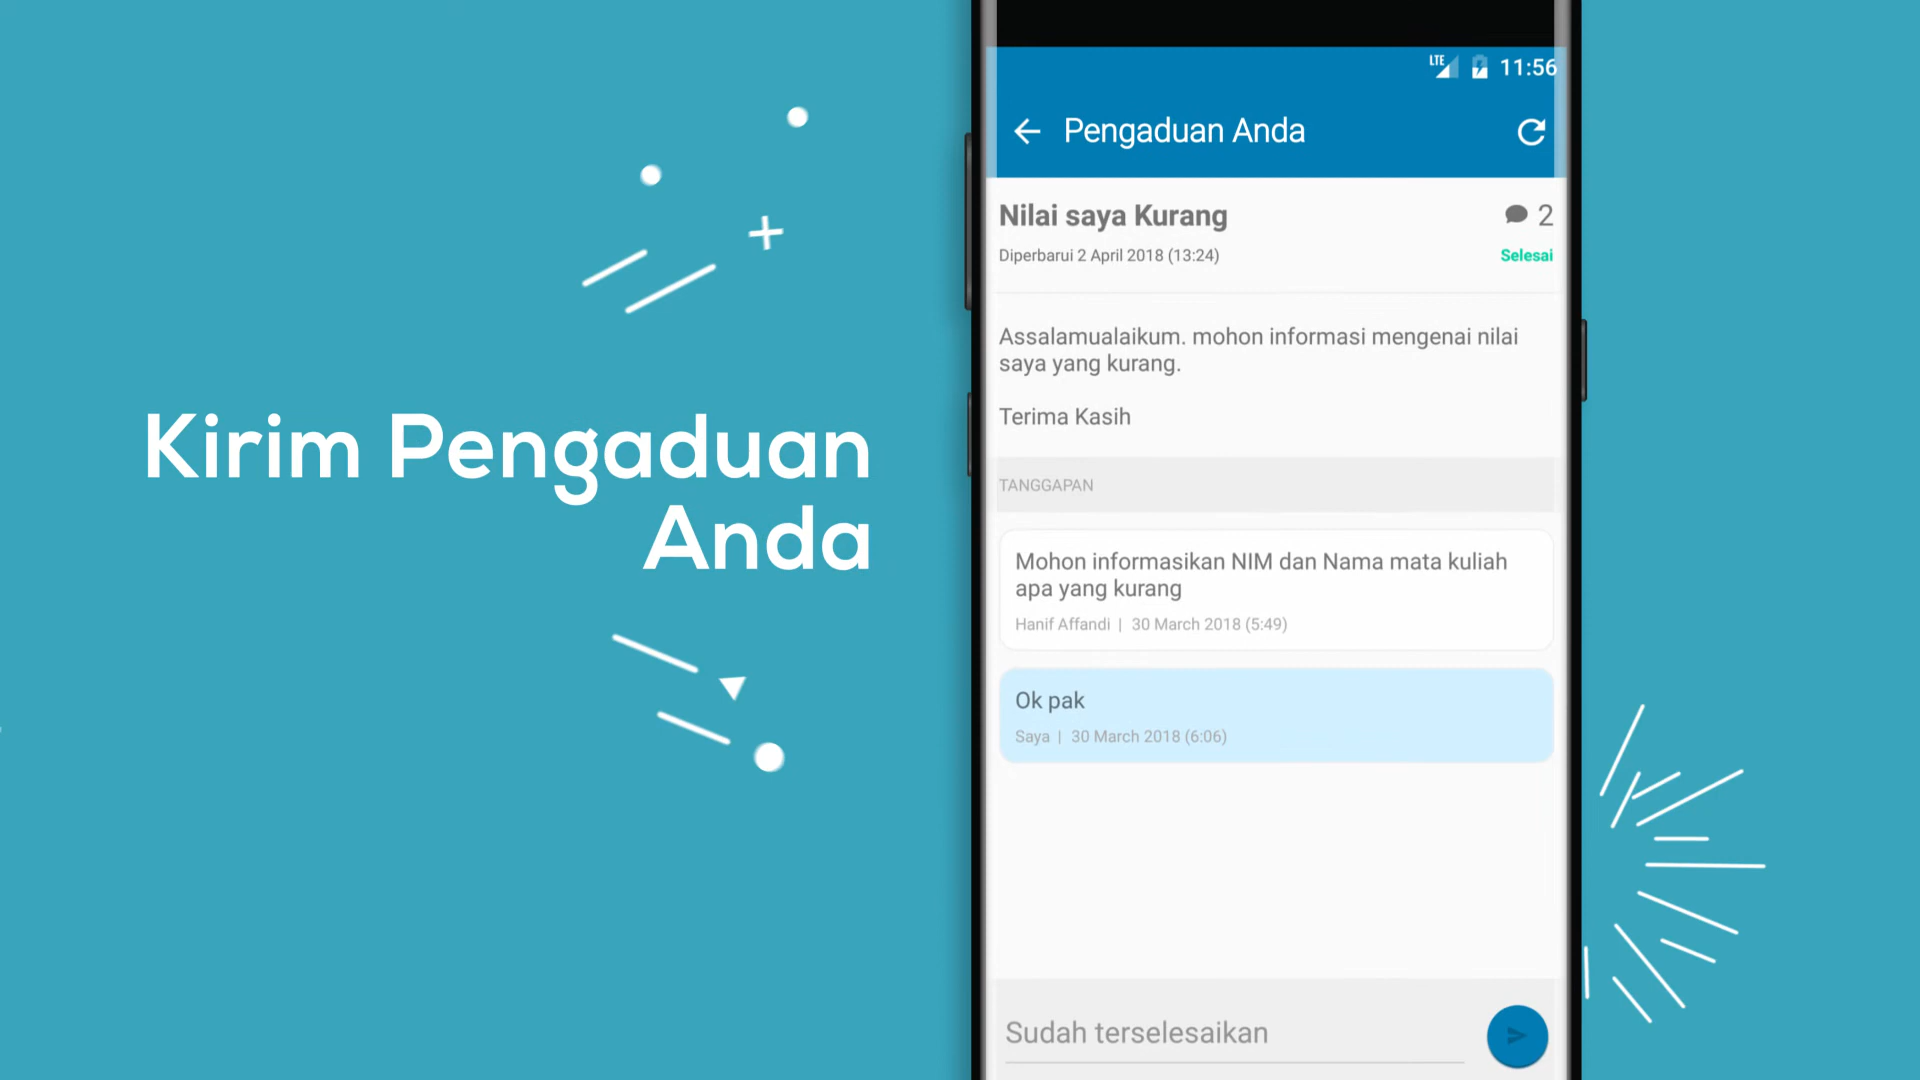 Kirim Pengaduan
Anda
LTE 11:56
Pengaduan Anda
Nilai saya Kurang 2
Diperbarui 2 April 2018 (13:24) Selesai
Assalamualaikum. mohon informasi mengenai nilai
saya yang kurang.
Terima Kasih
TANGGAPAN
Mohon informasikan NIM dan Nama mata kuliah
apa yang kurang
Hanif Affandi | 30 March 2018 (5:49)
Ok pak
Saya | 30 March 2018 (6:06)
Sudah terselesaikan